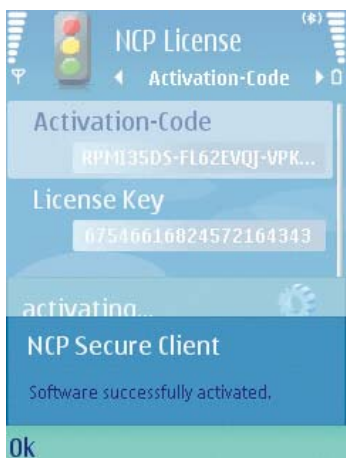 NCP License
Activation-Code
Activation-Code
RPMI35DS-FL62EVQJ-VPK...
License Key
67546616824572164343
activating...
NCP Secure Client
Software successfully activated.
Ok